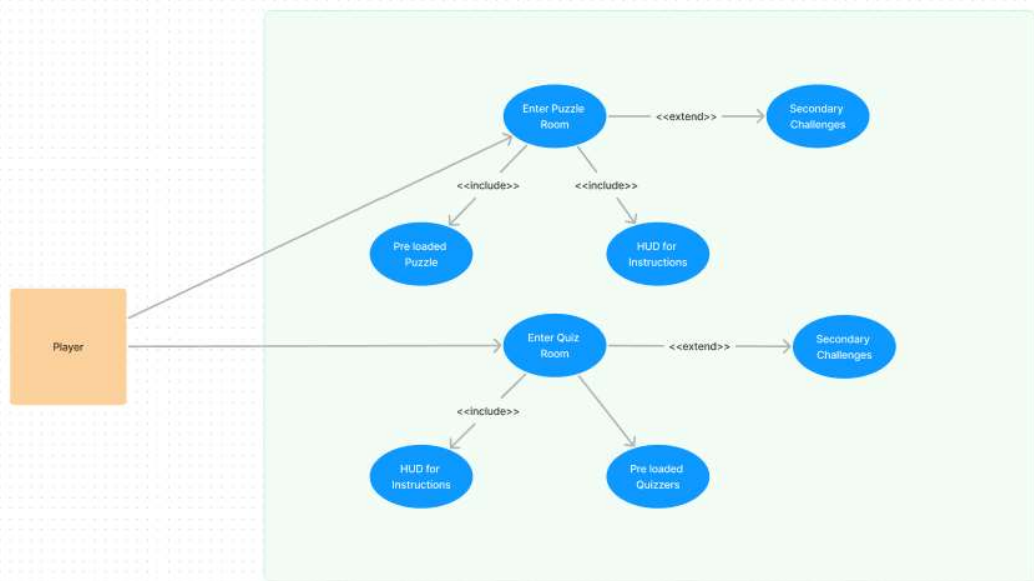 Enter Puzzle
Room
<<extend>>
Secondary
Challenges
<<include>>
<<include>>
Pre loaded
Puzzle
HUD for
Instructions
Player
Enter Quiz
Room
<<extend>>
Secondary
Challenges
<<include>>
HUD for
Instructions
Pre loaded
Quizzers